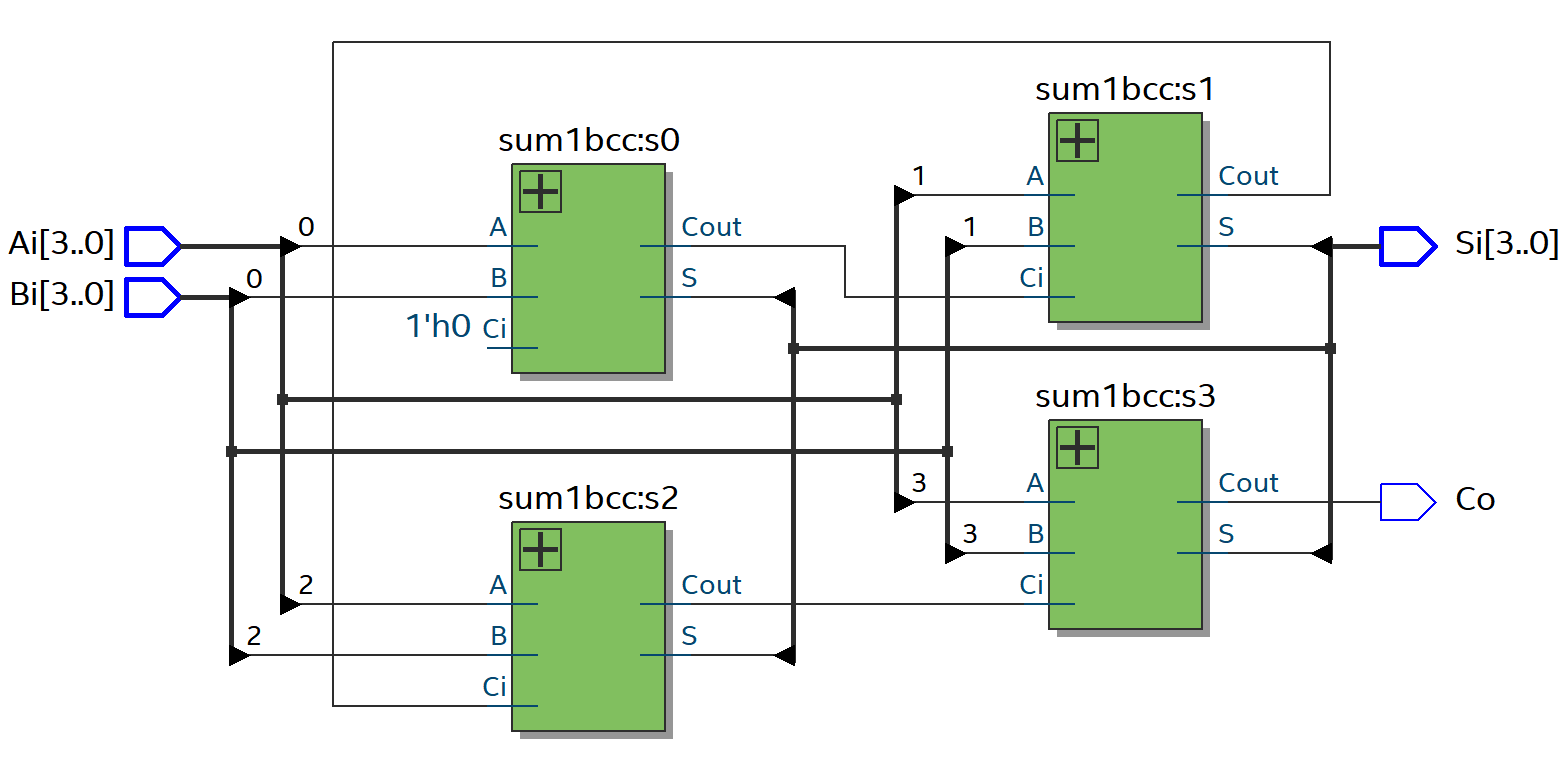 sum1bcc:s1
sum1bcc:s0
1 A Cout
Ai[3..0] 0 A Cout 1 B S Si[3..0]
Bi[3..0] 0 B S Ci
1'h0 Ci
sum1bcc:s3
sum1bcc:s2
3 A Cout Co
3 B S
2 A Cout Ci
2 B S
Ci